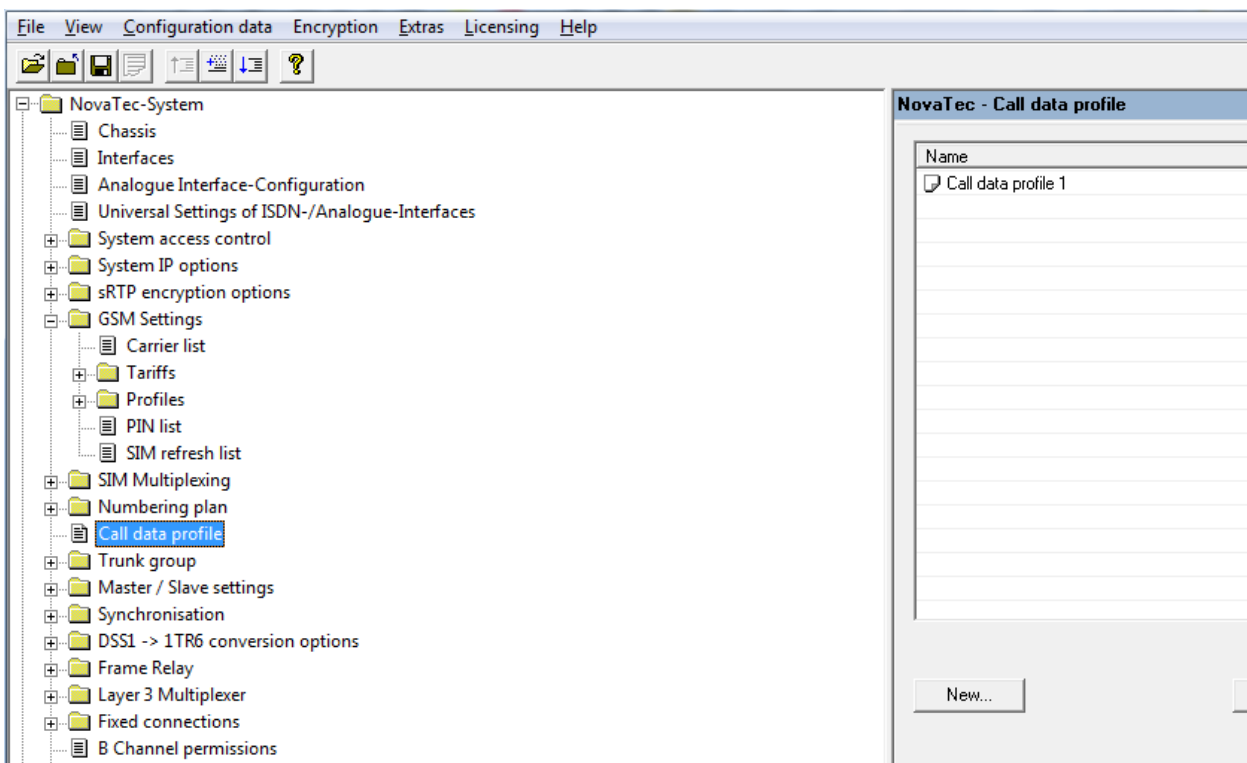 File View Configuration data Encryption Extras Licensing Help
NovaTec-System
Chassis
Interfaces
Analogue Interface-Configuration
Universal Settings of ISDN-/Analogue-Interfaces
System access control
System IP options
sRTP encryption options
GSM Settings
Carrier list
Tariffs
Profiles
PIN list
SIM refresh list
SIM Multiplexing
Numbering plan
Call data profile
Trunk group
Master / Slave settings
Synchronisation
DSS1 -> 1TR6 conversion options
Frame Relay
Layer 3 Multiplexer
Fixed connections
B Channel permissions
NovaTec - Call data profile
Name
Call data profile 1
New...